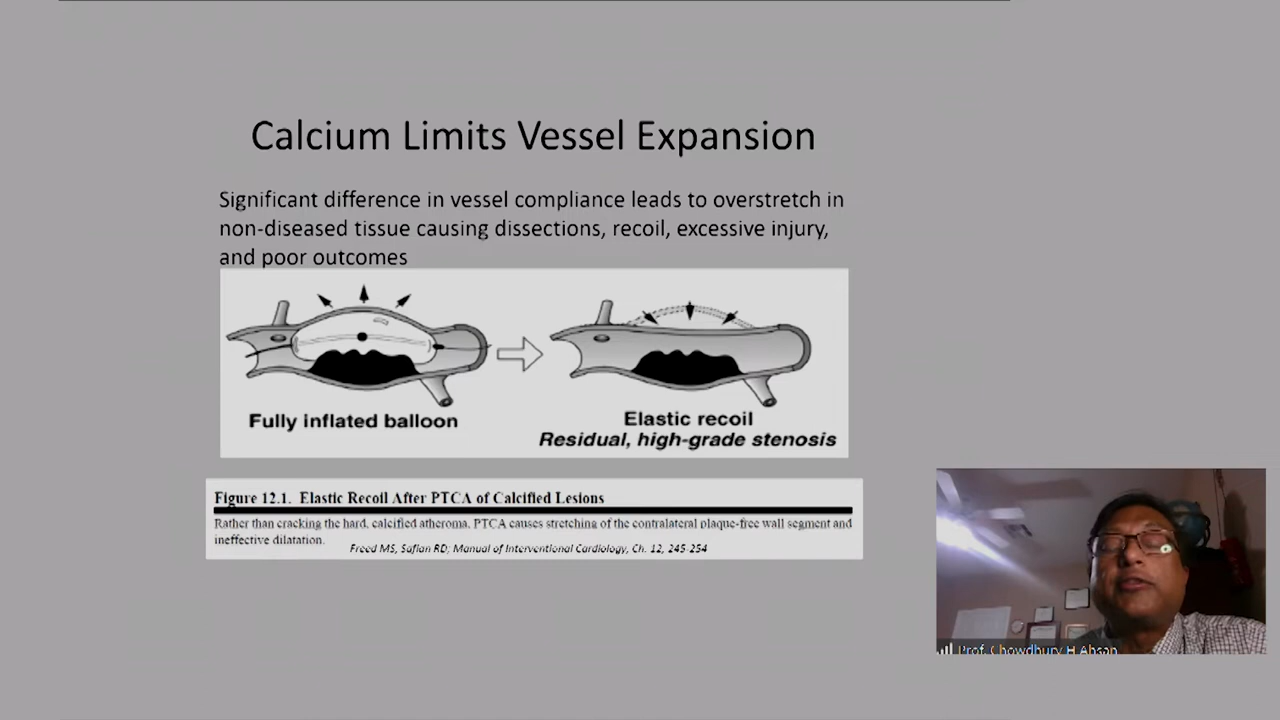 Calcium Limits Vessel Expansion
Significant difference in vessel compliance leads to overstretch in
non-diseased tissue causing dissections, recoil, excessive injury,
and poor outcomes
Fully inflated balloon
Elastic recoil
Residual, high-grade stenosis
Figure 12.1. Elastic Recoil After PTCA of Calcified Lesions
Rather than cracking the hard, calcified atheroma, PTCA causes stretching of the contralateral plaque-free wall segment and
ineffective dilatation.
Freed MS, Safian RD; Manual of Interventional Cardiology, Ch. 12, 245-254
Prof. Chowdhury H Ahsan